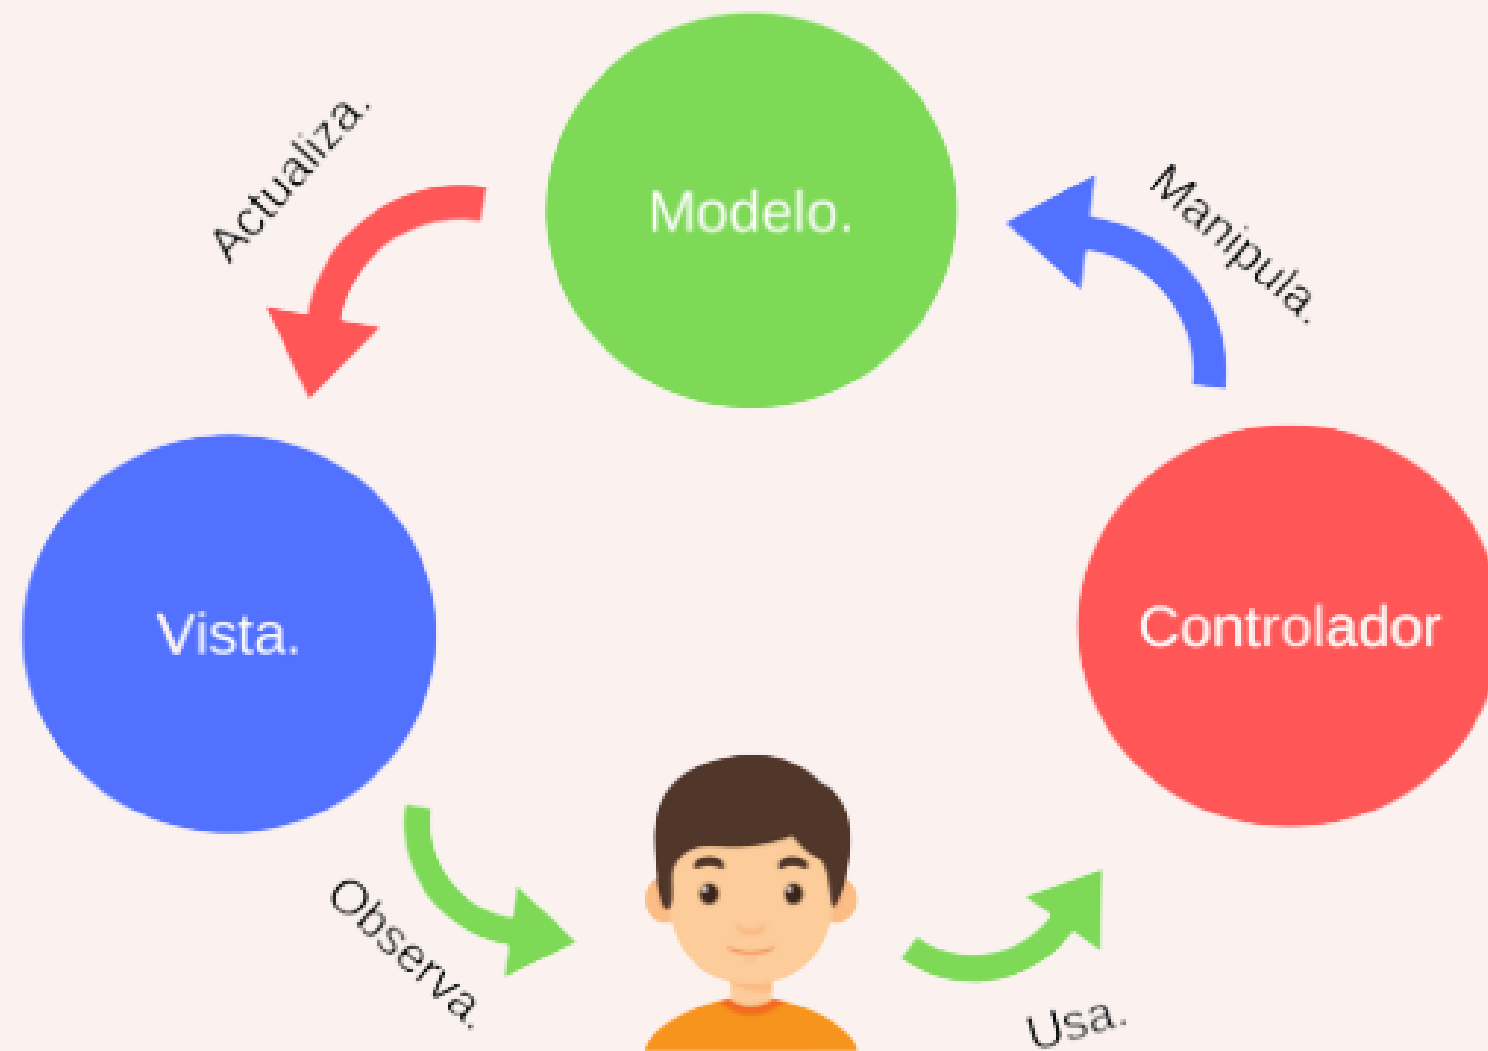 Actualiza.
Modelo.
Manipula.
Vista.
Controlador
Observa.
Usa.